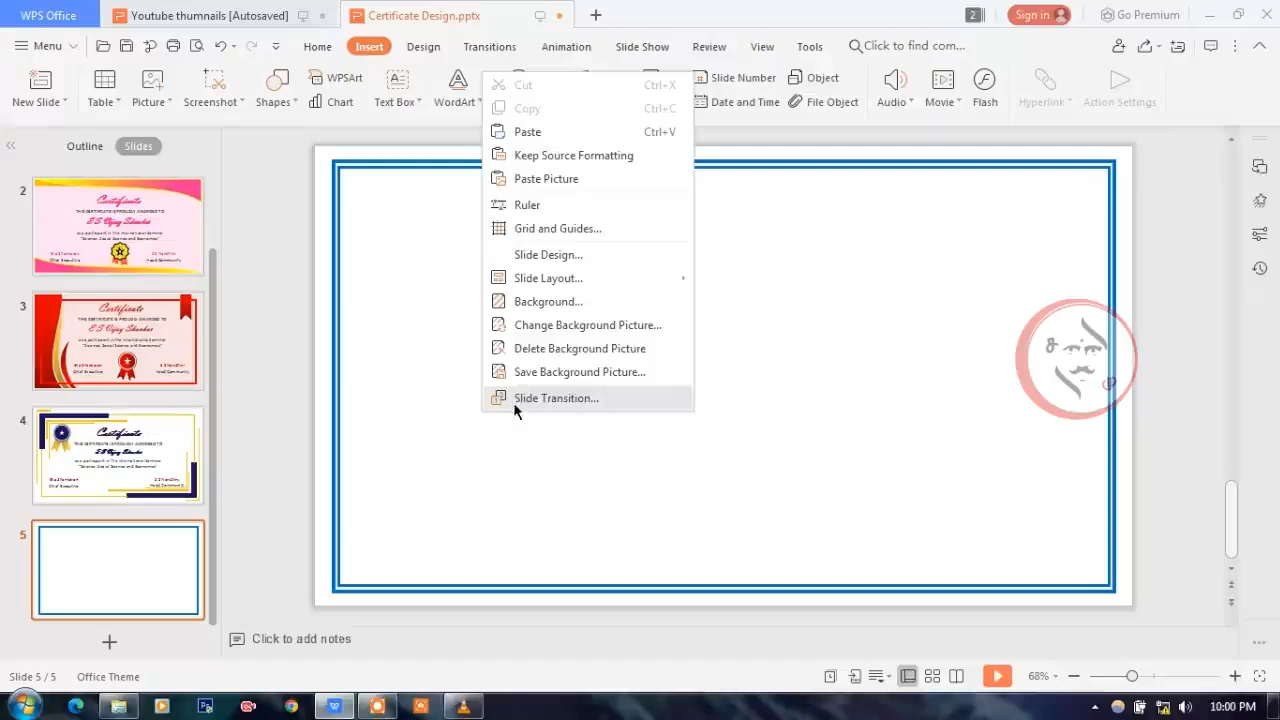 WPS Office
Youtube thumnails [Autosaved]
Certificate Design.pptx
2
Sign in
Go Premium
Menu
Home
Insert
Design
Transitions
Animation
Slide Show
Review
View
Tools
Click to find com...
New Slide
Table
Picture
Screenshot
Shapes
WPSArt
Chart
Text Box
WordArt
Slide Number
Date and Time
Object
File Object
Audio
Movie
Flash
Hyperlink
Action Settings
Outline
Slides
Cut Ctrl+X
Copy Ctrl+C
Paste Ctrl+V
Keep Source Formatting
Paste Picture
Ruler
Grid and Guides...
Slide Design...
Slide Layout...
Background...
Change Background Picture...
Delete Background Picture
Save Background Picture...
Slide Transition...
2
Certificate
3
Certificate
4
Certificate
5
Click to add notes
Slide 5 / 5
Office Theme
68%
10:00 PM